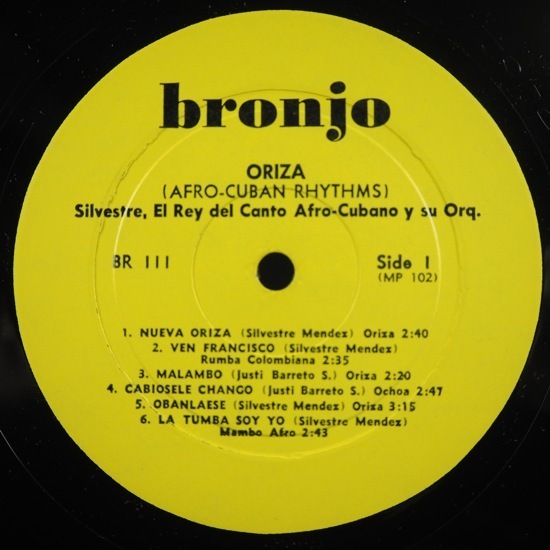 bronjo
ORIZA
(AFRO-CUBAN RHYTHMS)
Silvestre, El Rey del Canto Afro-Cubano y su Orq.
BR 111 Side 1
(MP 102)
1. NUEVA ORIZA (Silvestre Mendez) Oriza 2:40
2. VEN FRANCISCO (Silvestre Mendez)
Rumba Colombiana 2:35
3. MALAMBO (Justi Barreto S.) Oriza 2:20
4. CABIOSELE CHANGO (Justi Barreto S.) Ochoa 2:47
5. OBANLAESE (Silvestre Mendez) Oriza 3:15
6. LA TUMBA SOY YO (Silvestre Mendez)
Mambo Afro 2:43